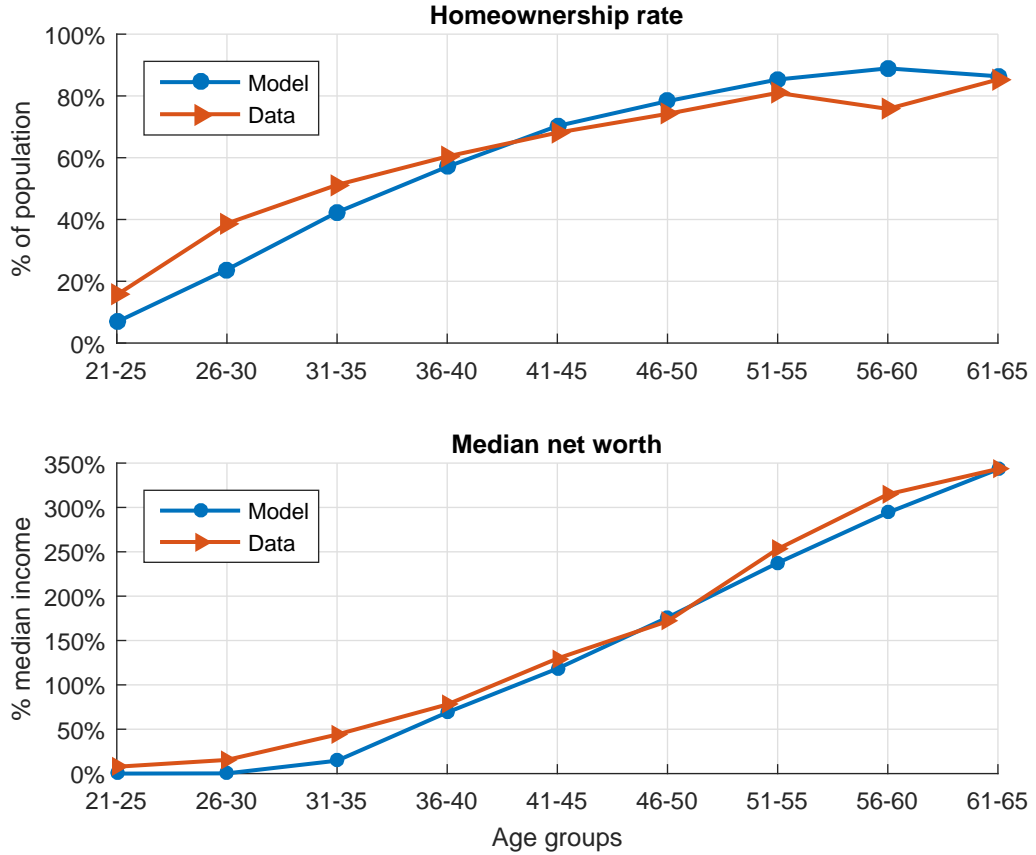 Homeownership rate
100%
80%
60%
40%
20%
0%
% of population
Model
Data
21-25 26-30 31-35 36-40 41-45 46-50 51-55 56-60 61-65
Median net worth
350%
300%
250%
200%
150%
100%
50%
0%
% median income
Model
Data
21-25 26-30 31-35 36-40 41-45 46-50 51-55 56-60 61-65
Age groups